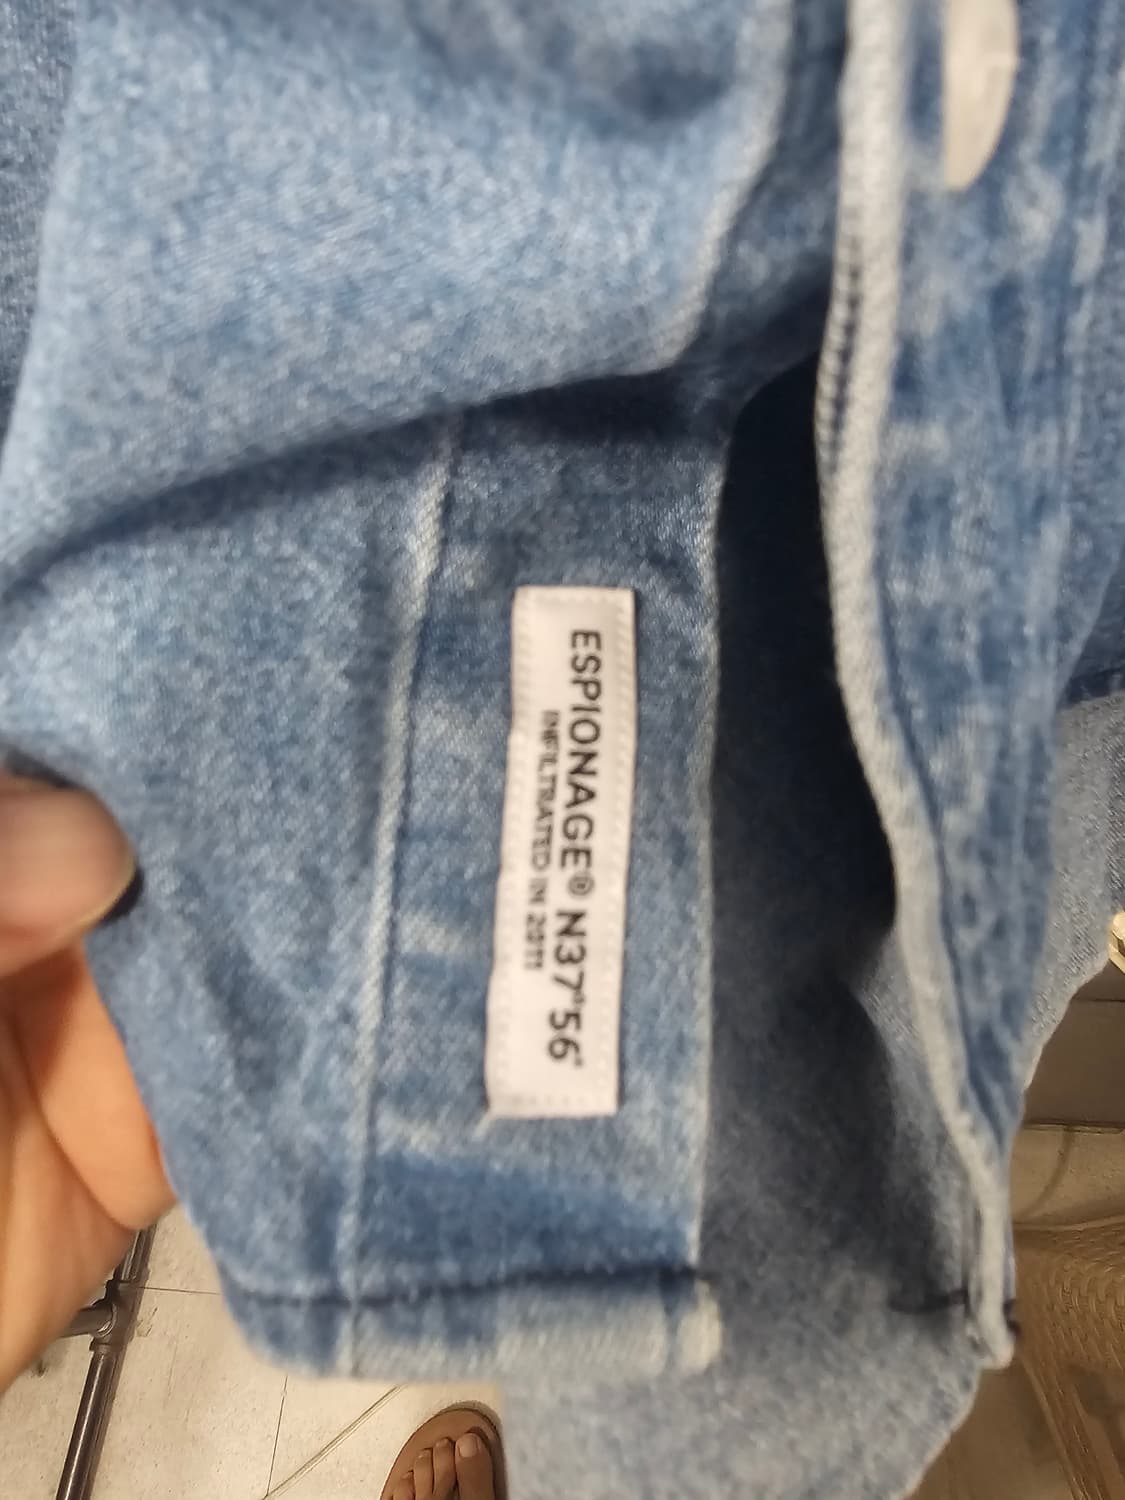 ESPIONAGE® N37°56'
INFILTRATED IN 2011